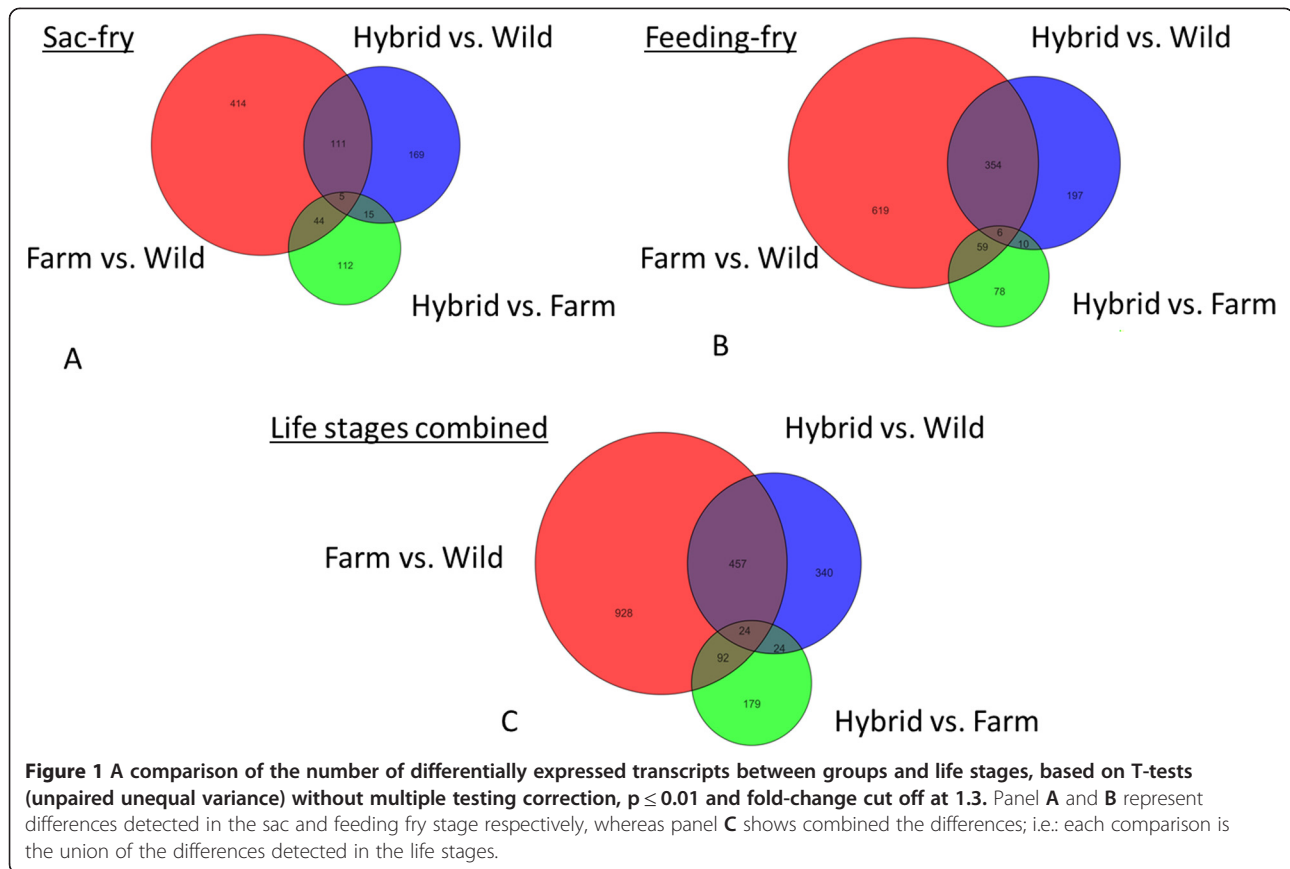 Sac-fry
Hybrid vs. Wild
414
111
169
5
44
15
112
Farm vs. Wild
Hybrid vs. Farm
A
Feeding-fry
Hybrid vs. Wild
354
197
619
6
59
10
78
Farm vs. Wild
Hybrid vs. Farm
B
Life stages combined
Hybrid vs. Wild
Farm vs. Wild
457
340
928
24
92
24
179
C
Hybrid vs. Farm
Figure 1 A comparison of the number of differentially expressed transcripts between groups and life stages, based on T-tests
(unpaired unequal variance) without multiple testing correction, p ≤ 0.01 and fold-change cut off at 1.3. Panel A and B represent
differences detected in the sac and feeding fry stage respectively, whereas panel C shows combined the differences; i.e.: each comparison is
the union of the differences detected in the life stages.